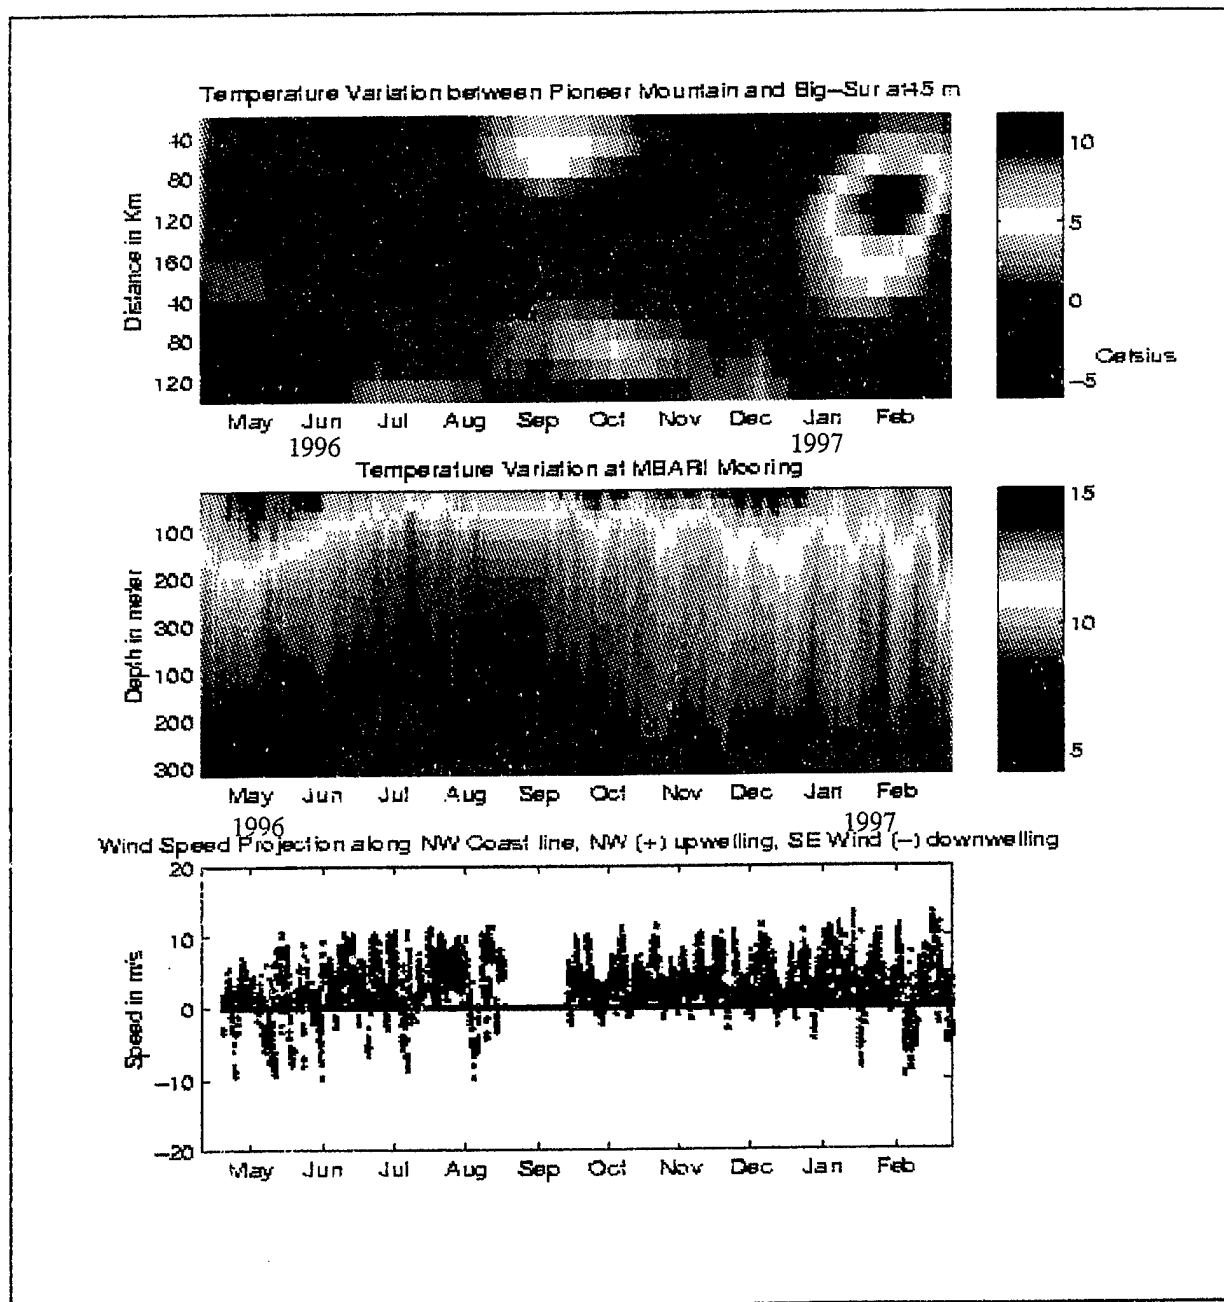 Temperature Variation between Pioneer Mountain and Big-Sur at 45 m
40
80
120
160
40
80
120
Distance in Km
10
5
0
-5
Celsius
May Jun Jul Aug Sep Oct Nov Dec Jan Feb
1996 1997
Temperature Variation at MBARI Mooring
100
200
300
100
200
300
Depth in meter
15
10
5
May Jun Jul Aug Sep Oct Nov Dec Jan Feb
1996 1997
Wind Speed Projection along NW Coast line, NW (+) upwelling, SE Wind (-) downwelling
20
10
0
-10
-20
Speed in m/s
May Jun Jul Aug Sep Oct Nov Dec Jan Feb